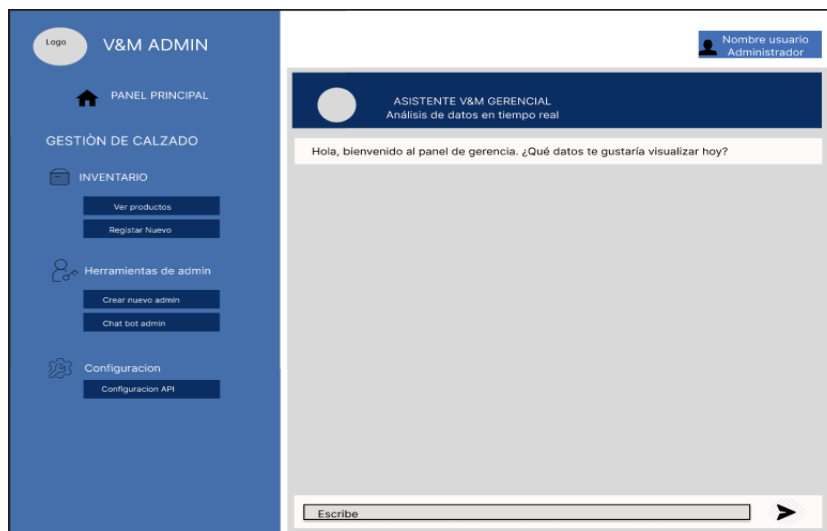 Logo
V&M ADMIN
PANEL PRINCIPAL
GESTIÒN DE CALZADO
INVENTARIO
Ver productos
Registar Nuevo
Herramientas de admin
Crear nuevo admin
Chat bot admin
Configuracion
Configuracion API
Nombre usuario
Administrador
ASISTENTE V&M GERENCIAL
Análisis de datos en tiempo real
Hola, bienvenido al panel de gerencia. ¿Qué datos te gustaría visualizar hoy?
Escribe